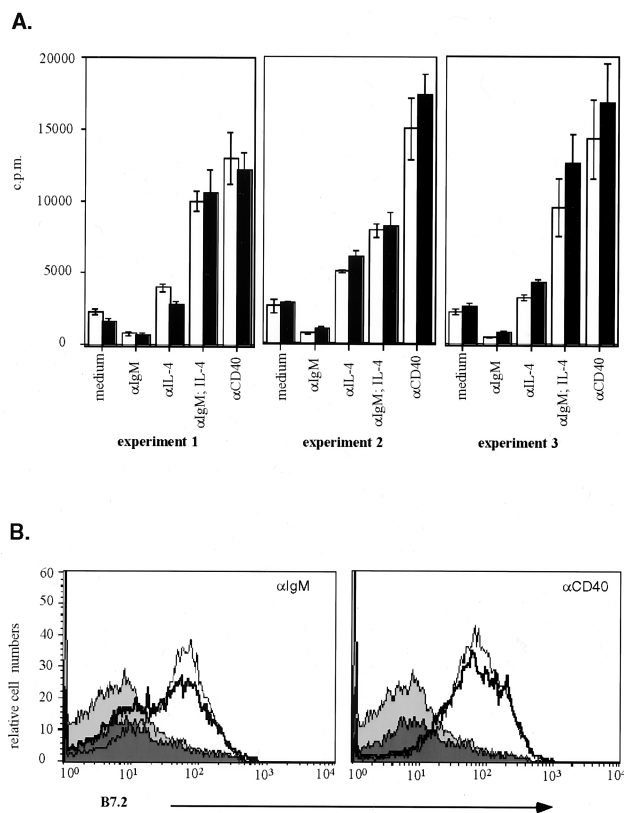 A.
20000
15000
10000
5000
0
c.p.m.
medium
αIgM
αIL-4
αIgM; IL-4
αCD40
medium
αIgM
αIL-4
αIgM; IL-4
αCD40
medium
αIgM
αIL-4
αIgM; IL-4
αCD40
experiment 1
experiment 2
experiment 3
B.
60
50
40
30
20
10
0
relative cell numbers
αIgM
αCD40
10⁰ 10¹ 10² 10³ 10⁴
10⁰ 10¹ 10² 10³ 10⁴
B7.2